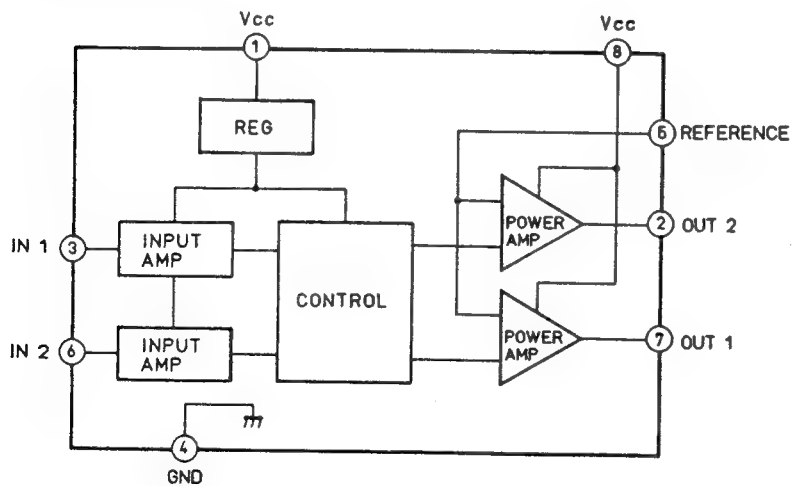 Vcc
Vcc
1
8
REG
5
REFERENCE
IN 1
3
INPUT
AMP
POWER
AMP
2
OUT 2
CONTROL
IN 2
6
INPUT
AMP
POWER
AMP
7
OUT 1
4
GND